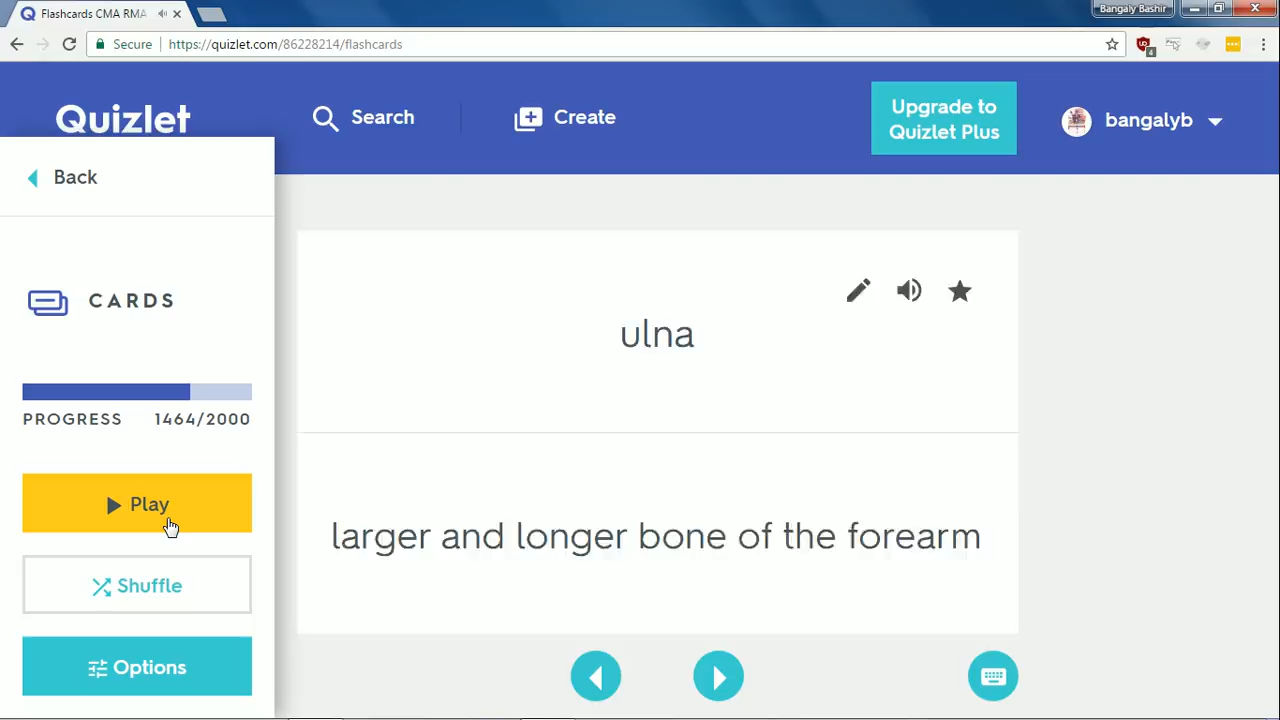 Flashcards CMA RMA
Bangaly Bashir
Secure
https://quizlet.com/86228214/flashcards
4
Quizlet
Search
Create
Upgrade to
Quizlet Plus
bangalyb
Back
CARDS
PROGRESS 1464/2000
Play
Shuffle
Options
ulna
larger and longer bone of the forearm